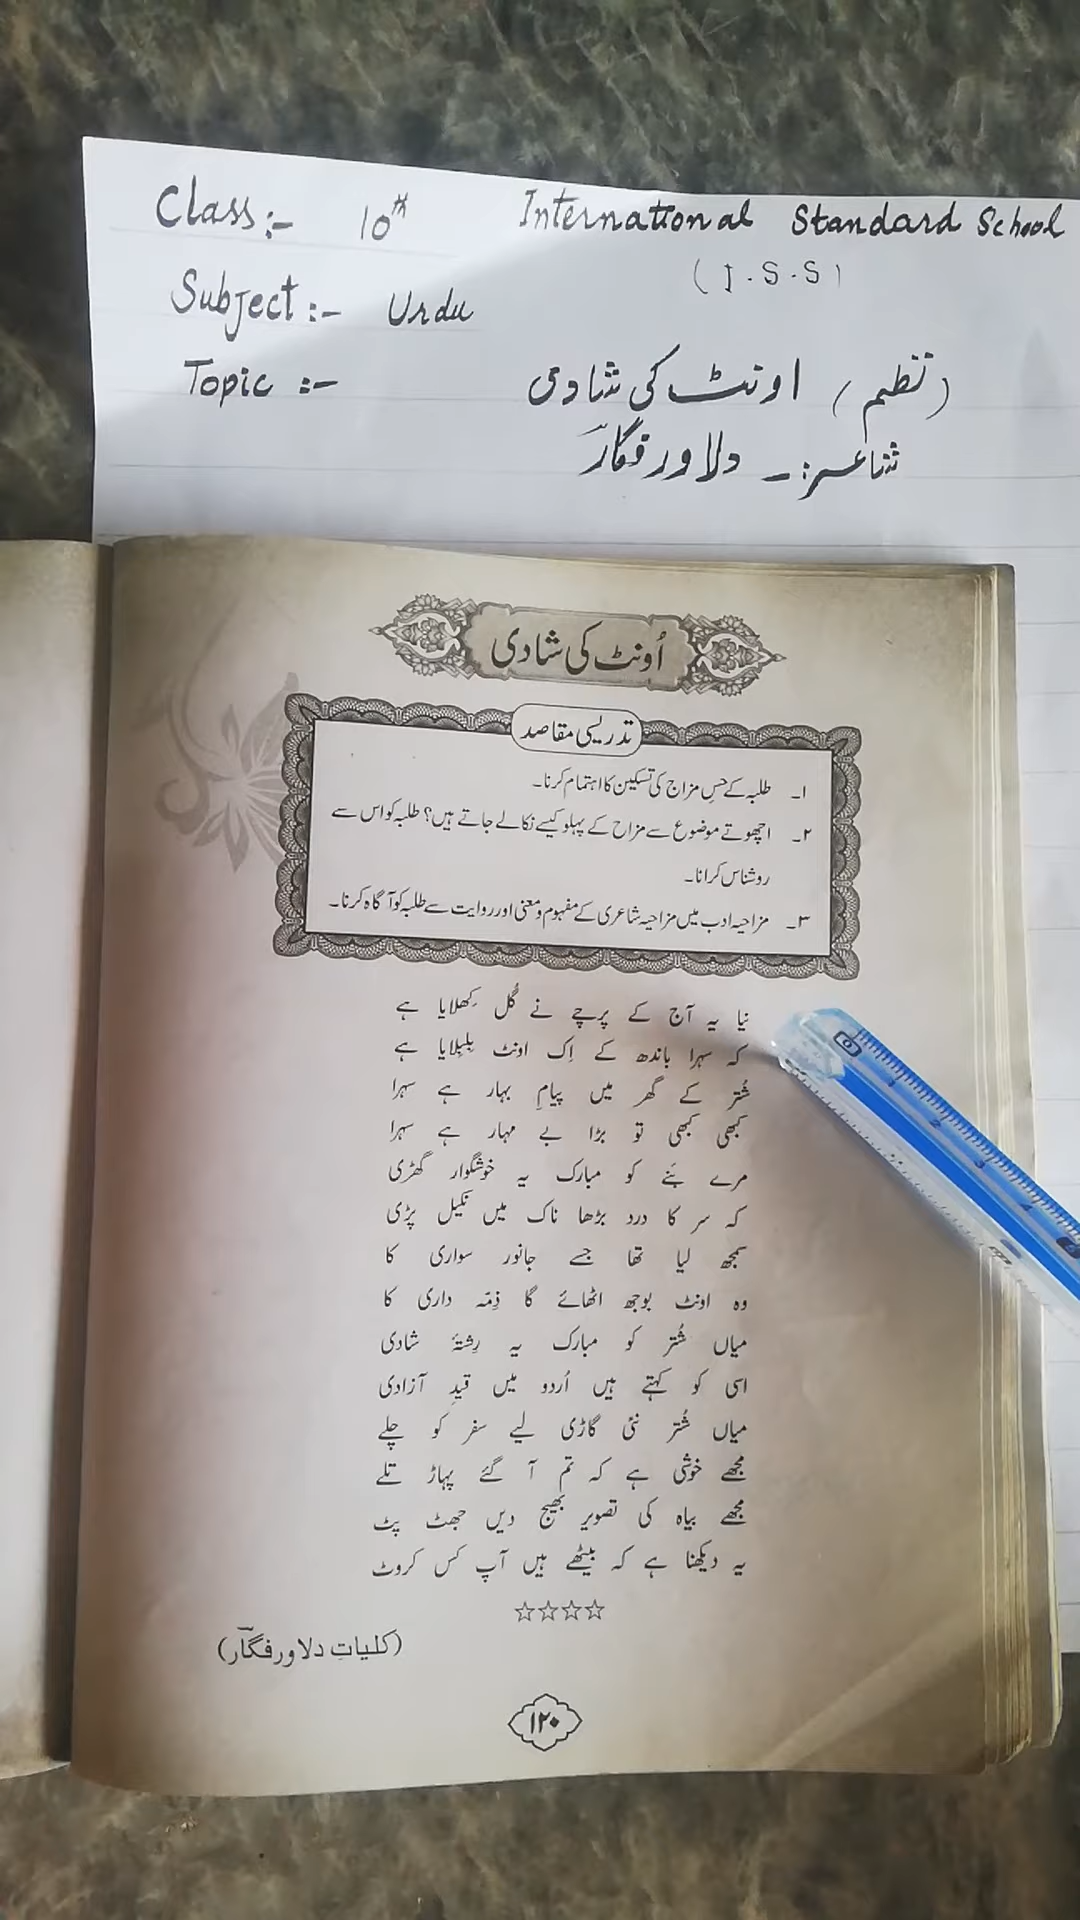 Class:- 10th International Standard School
(I.S.S)
Subject:- Urdu
Topic:- (نظم) اونٹ کی شادی
شاعر:۔ دلاور فگارؔ
اُونٹ کی شادی
تدریسی مقاصد
۱۔ طلبہ کے حسِ مزاح کی تسکین کا اہتمام کرنا۔
۲۔ اچھوتے موضوع سے مزاح کے پہلو کیسے نکالے جاتے ہیں؟ طلبہ کو اس سے
روشناس کرانا۔
۳۔ مزاحیہ ادب میں مزاحیہ شاعری کے مفہوم و معنی اور روایت سے طلبہ کو آگاہ کرنا۔
نیا یہ آج کے پرچے نے گُل کِھلایا ہے
کہ سہرا باندھ کے اِک اونٹ بِلبِلایا ہے
شُتر کے گھر میں پیامِ بہار ہے سہرا
کبھی کبھی تو بڑا بے مہار ہے سہرا
مرے بَنے کو مبارک یہ خوشگوار گھڑی
کہ سر کا درد بڑھا ناک میں نکیل پڑی
سمجھ لیا تھا جسے جانور سواری کا
وہ اونٹ بوجھ اٹھائے گا ذِمّہ داری کا
میاں شُتر کو مبارک یہ رِشتۂ شادی
اسی کو کہتے ہیں اُردو میں قیدِ آزادی
میاں شُتر نئی گاڑی لیے سفر کو چلے
مجھے خوشی ہے کہ تم آ گئے پہاڑ تلے
مجھے بیاہ کی تصویر بھیج دیں جھٹ پٹ
یہ دیکھنا ہے کہ بیٹھے ہیں آپ کس کروٹ
☆☆☆☆
(کلیاتِ دلاور فگارؔ)
۱۲۰